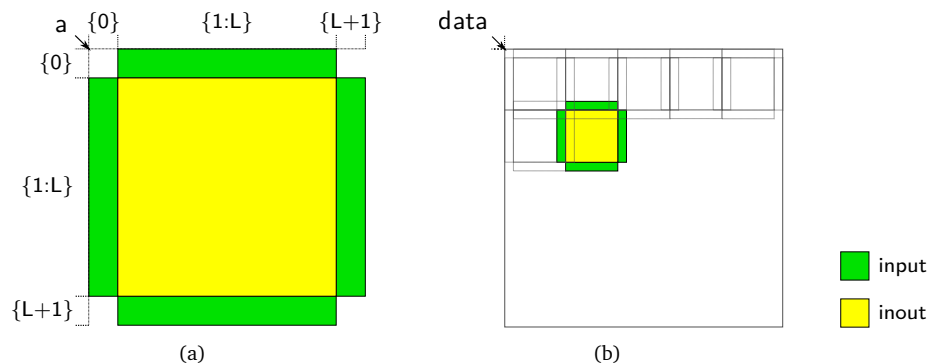 a {0} {1:L} {L+1}
{0}
{1:L}
{L+1}
(a)
data
input
inout
(b)